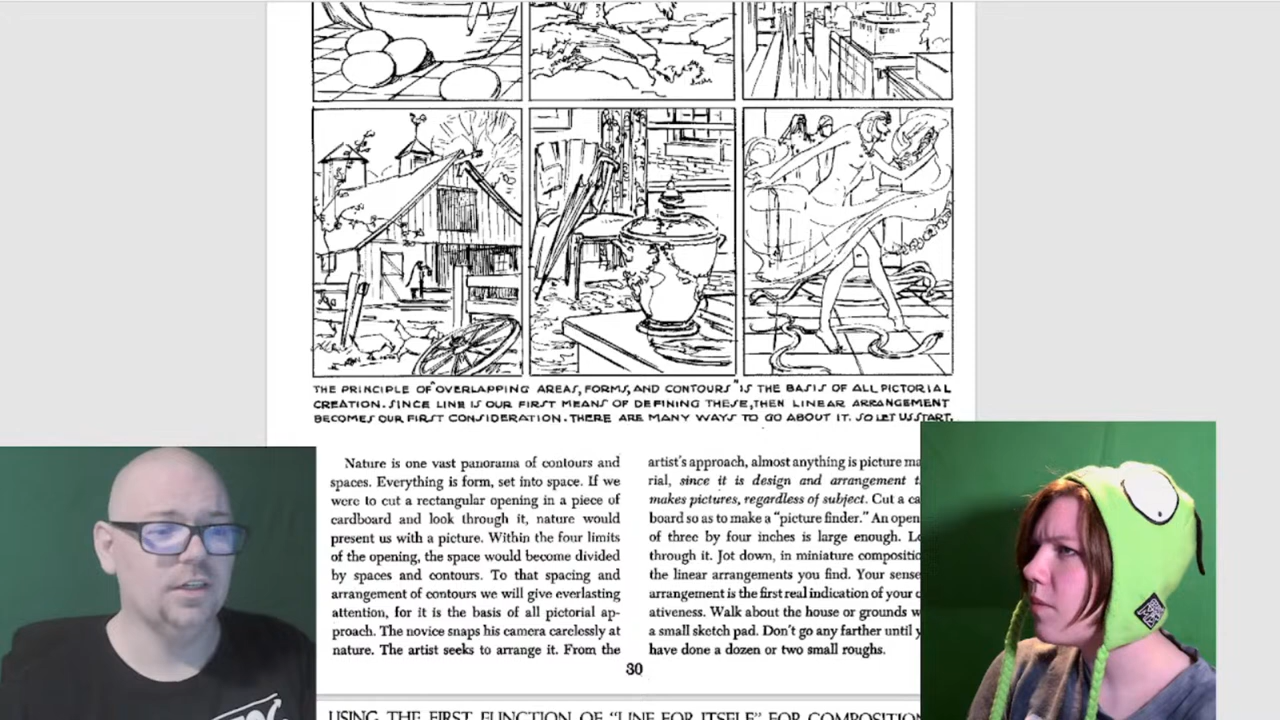 THE PRINCIPLE OF "OVERLAPPING AREAS, FORMS, AND CONTOURS" IS THE BASIS OF ALL PICTORIAL
CREATION. SINCE LINE IS OUR FIRST MEANS OF DEFINING THESE, THEN LINEAR ARRANGEMENT
BECOMES OUR FIRST CONSIDERATION. THERE ARE MANY WAYS TO GO ABOUT IT. SO LET US START.
Nature is one vast panorama of contours and
spaces. Everything is form, set into space. If we
were to cut a rectangular opening in a piece of
cardboard and look through it, nature would
present us with a picture. Within the four limits
of the opening, the space would become divided
by spaces and contours. To that spacing and
arrangement of contours we will give everlasting
attention, for it is the basis of all pictorial ap-
proach. The novice snaps his camera carelessly at
nature. The artist seeks to arrange it. From the
artist's approach, almost anything is picture
rial, since it is design and arrangement
makes pictures, regardless of subject. Cut a
board so as to make a "picture finder." An
of three by four inches is large enough.
through it. Jot down, in miniature
the linear arrangements you find. Your
arrangement is the first real indication of your
ativeness. Walk about the house or grounds
a small sketch pad. Don't go any farther until
have done a dozen or two small roughs.
30
USING THE FIRST FUNCTION OF "LINE FOR ITSELF" FOR